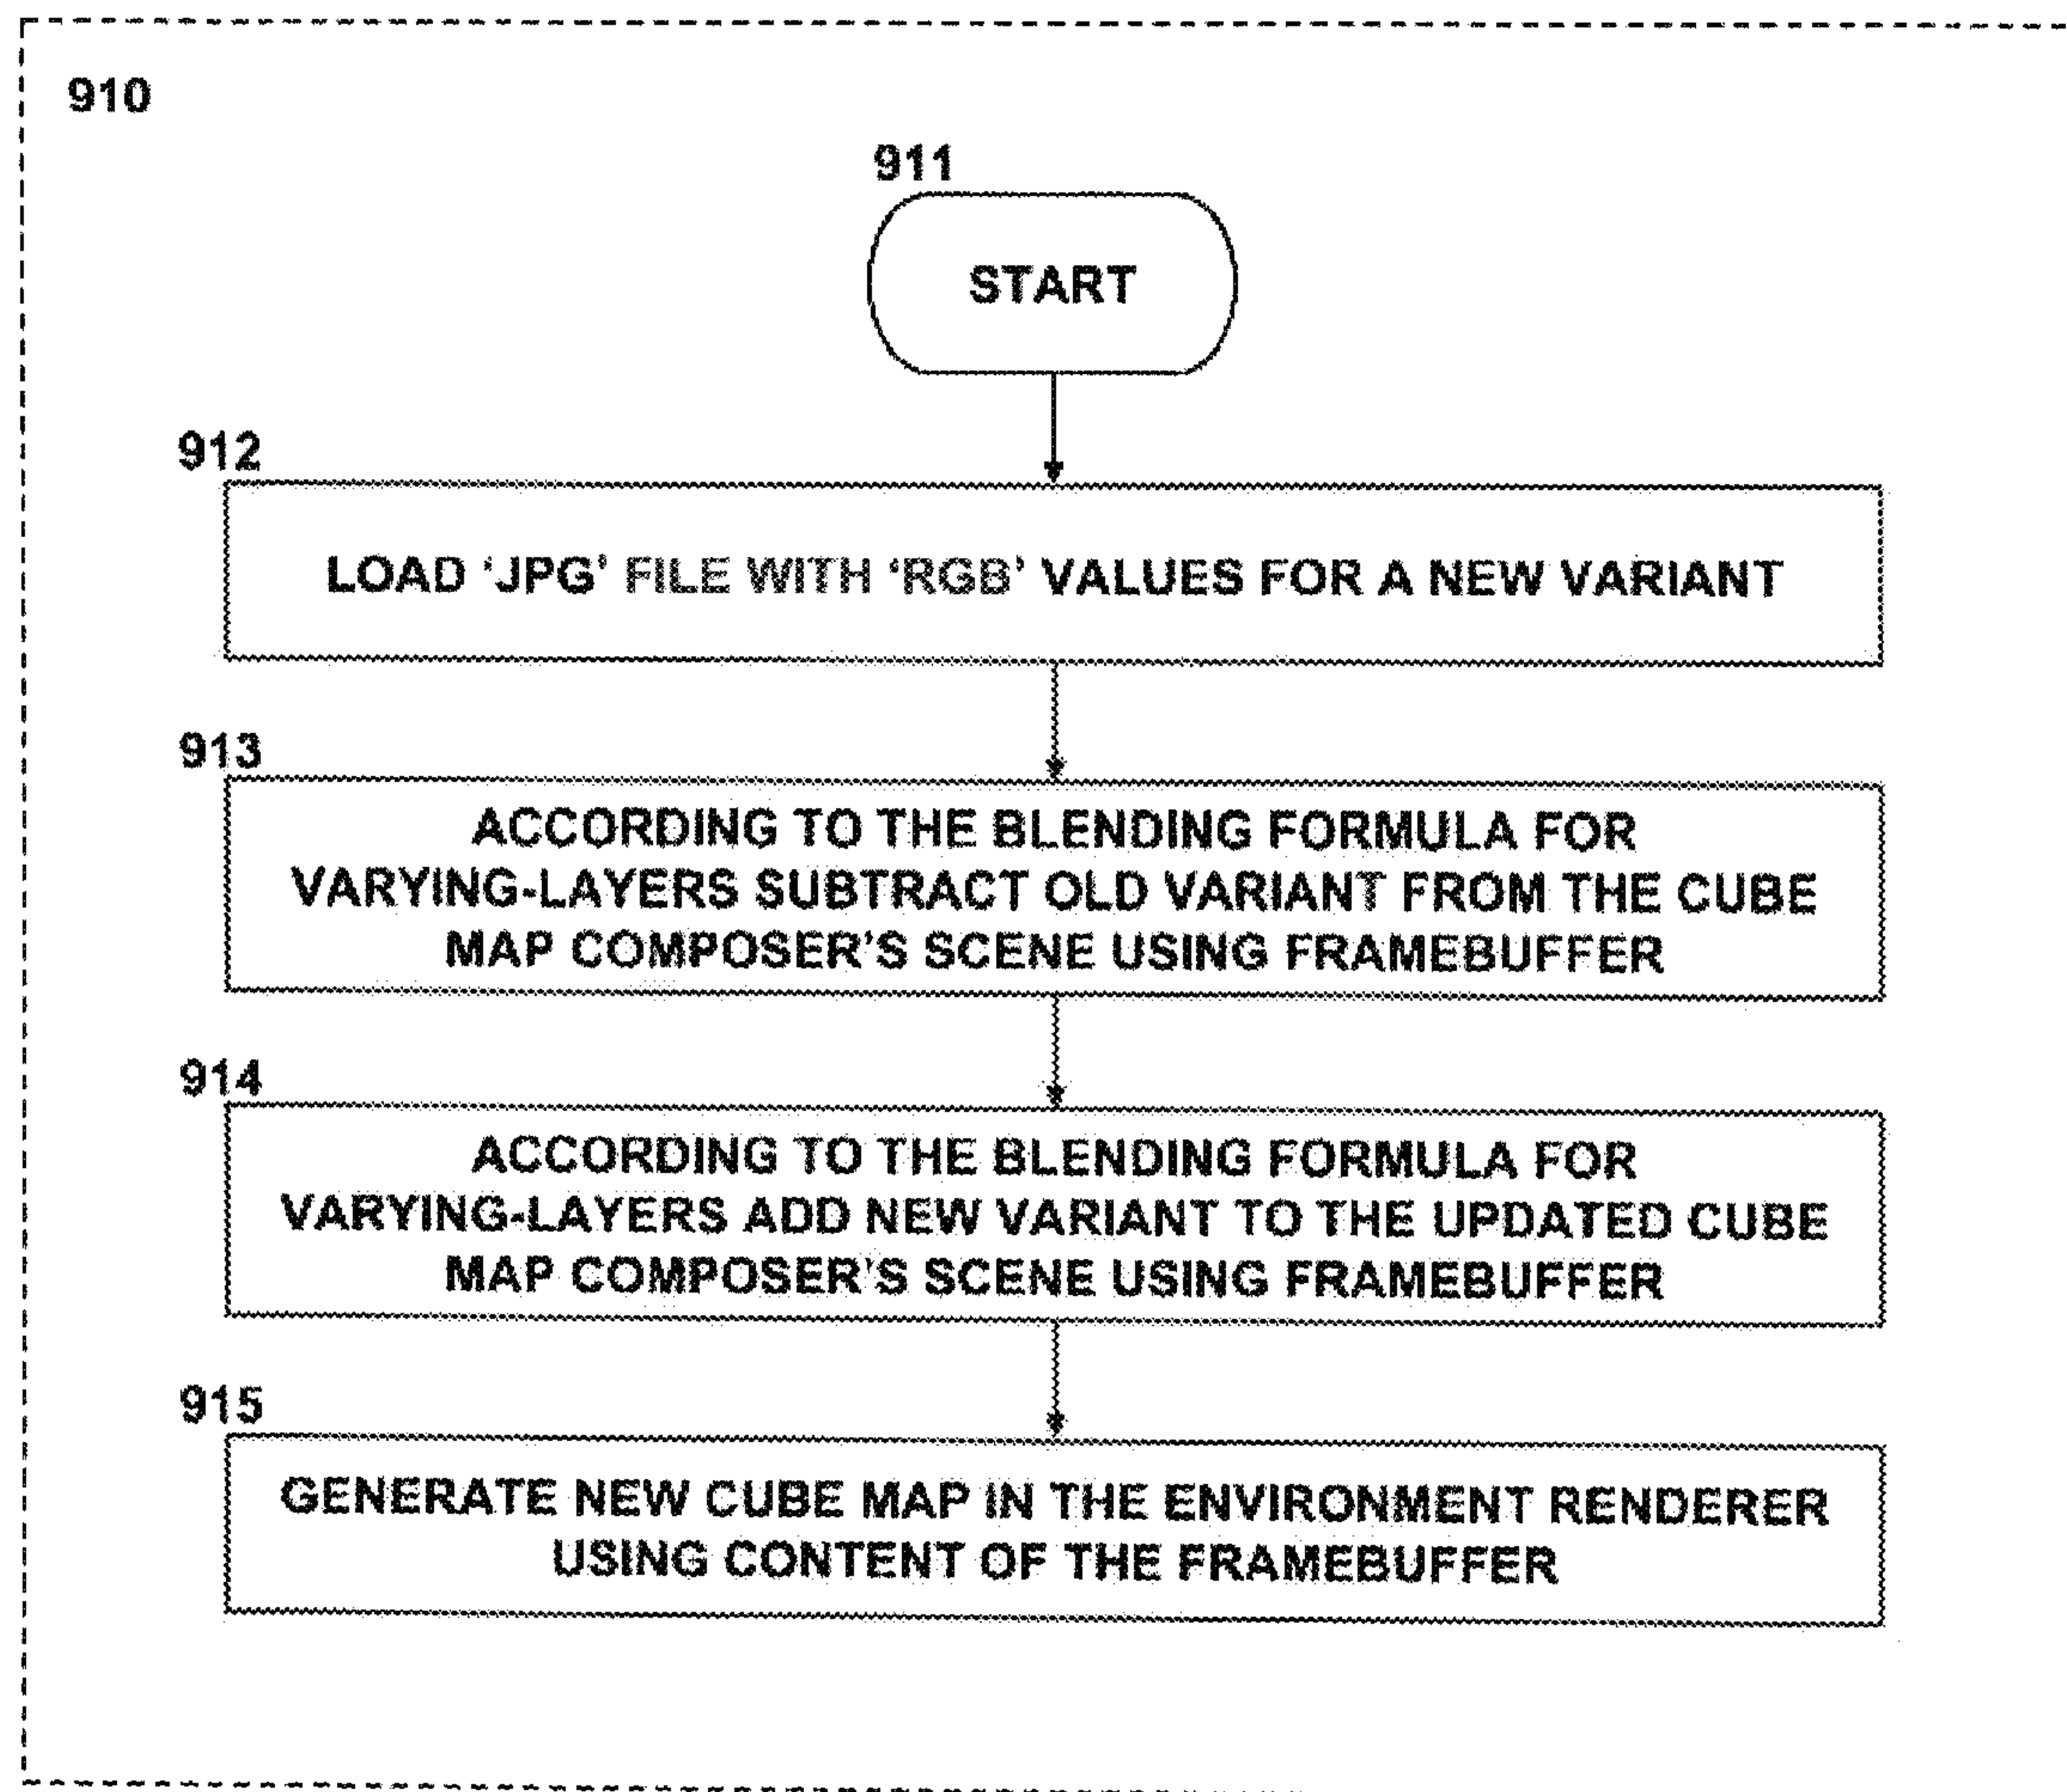 910
911
START
912
LOAD ‘JPG’ FILE WITH ‘RGB’ VALUES FOR A NEW VARIANT
913
ACCORDING TO THE BLENDING FORMULA FOR
VARYING-LAYERS SUBTRACT OLD VARIANT FROM THE CUBE
MAP COMPOSER’S SCENE USING FRAMEBUFFER
914
ACCORDING TO THE BLENDING FORMULA FOR
VARYING-LAYERS ADD NEW VARIANT TO THE UPDATED CUBE
MAP COMPOSER’S SCENE USING FRAMEBUFFER
915
GENERATE NEW CUBE MAP IN THE ENVIRONMENT RENDERER
USING CONTENT OF THE FRAMEBUFFER